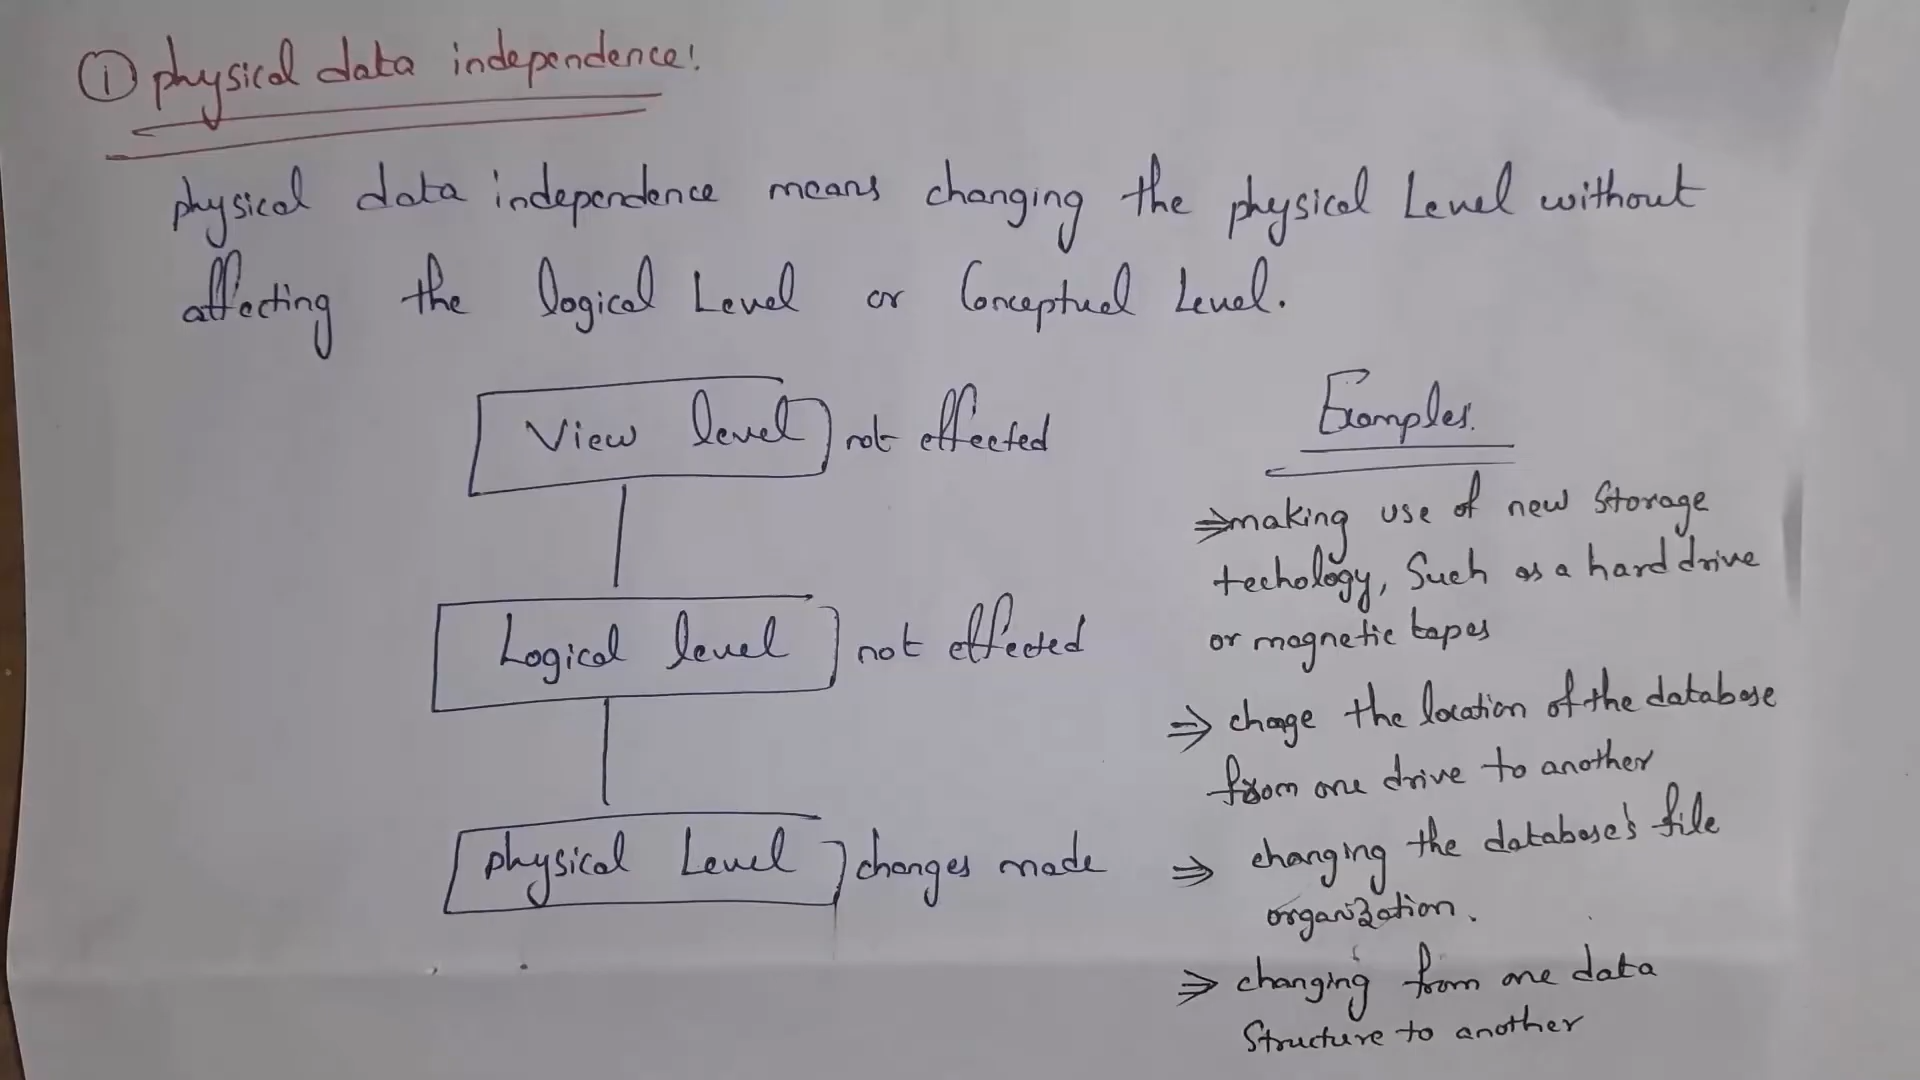 ① physical data independence:
physical data independence means changing the physical Level without
affecting the logical Level or Conceptual Level.
View level not effected
Logical level not effected
physical Level changes made
Examples:
⇒ making use of new Storage
techology, Such as a hard drive
or magnetic tapes
⇒ chage the location of the database
from one drive to another
⇒ changing the database's file
organization.
⇒ changing from one data
Structure to another